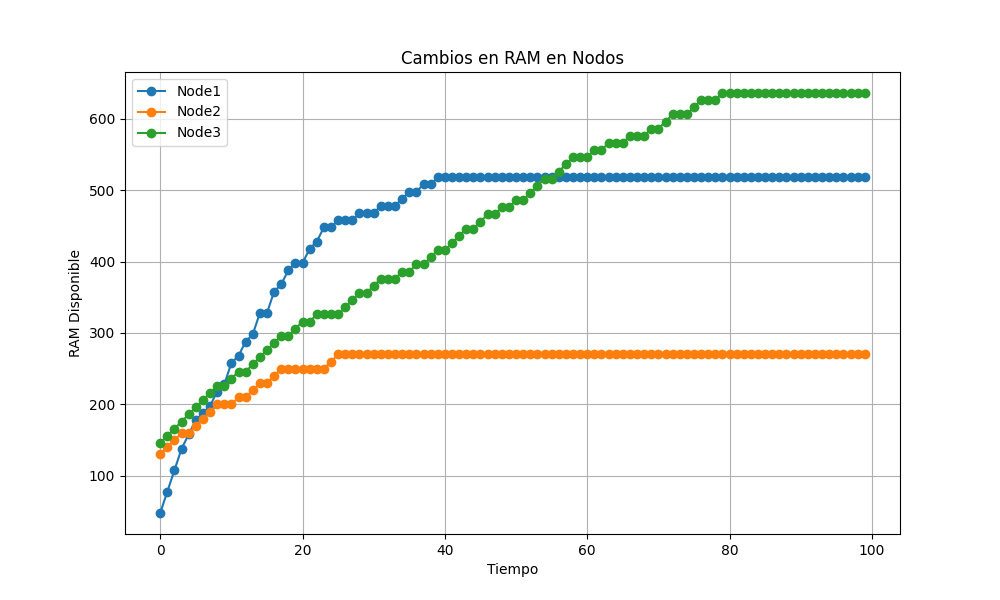 Cambios en RAM en Nodos
Node1
Node2
Node3
RAM Disponible
600
500
400
300
200
100
0 20 40 60 80 100
Tiempo